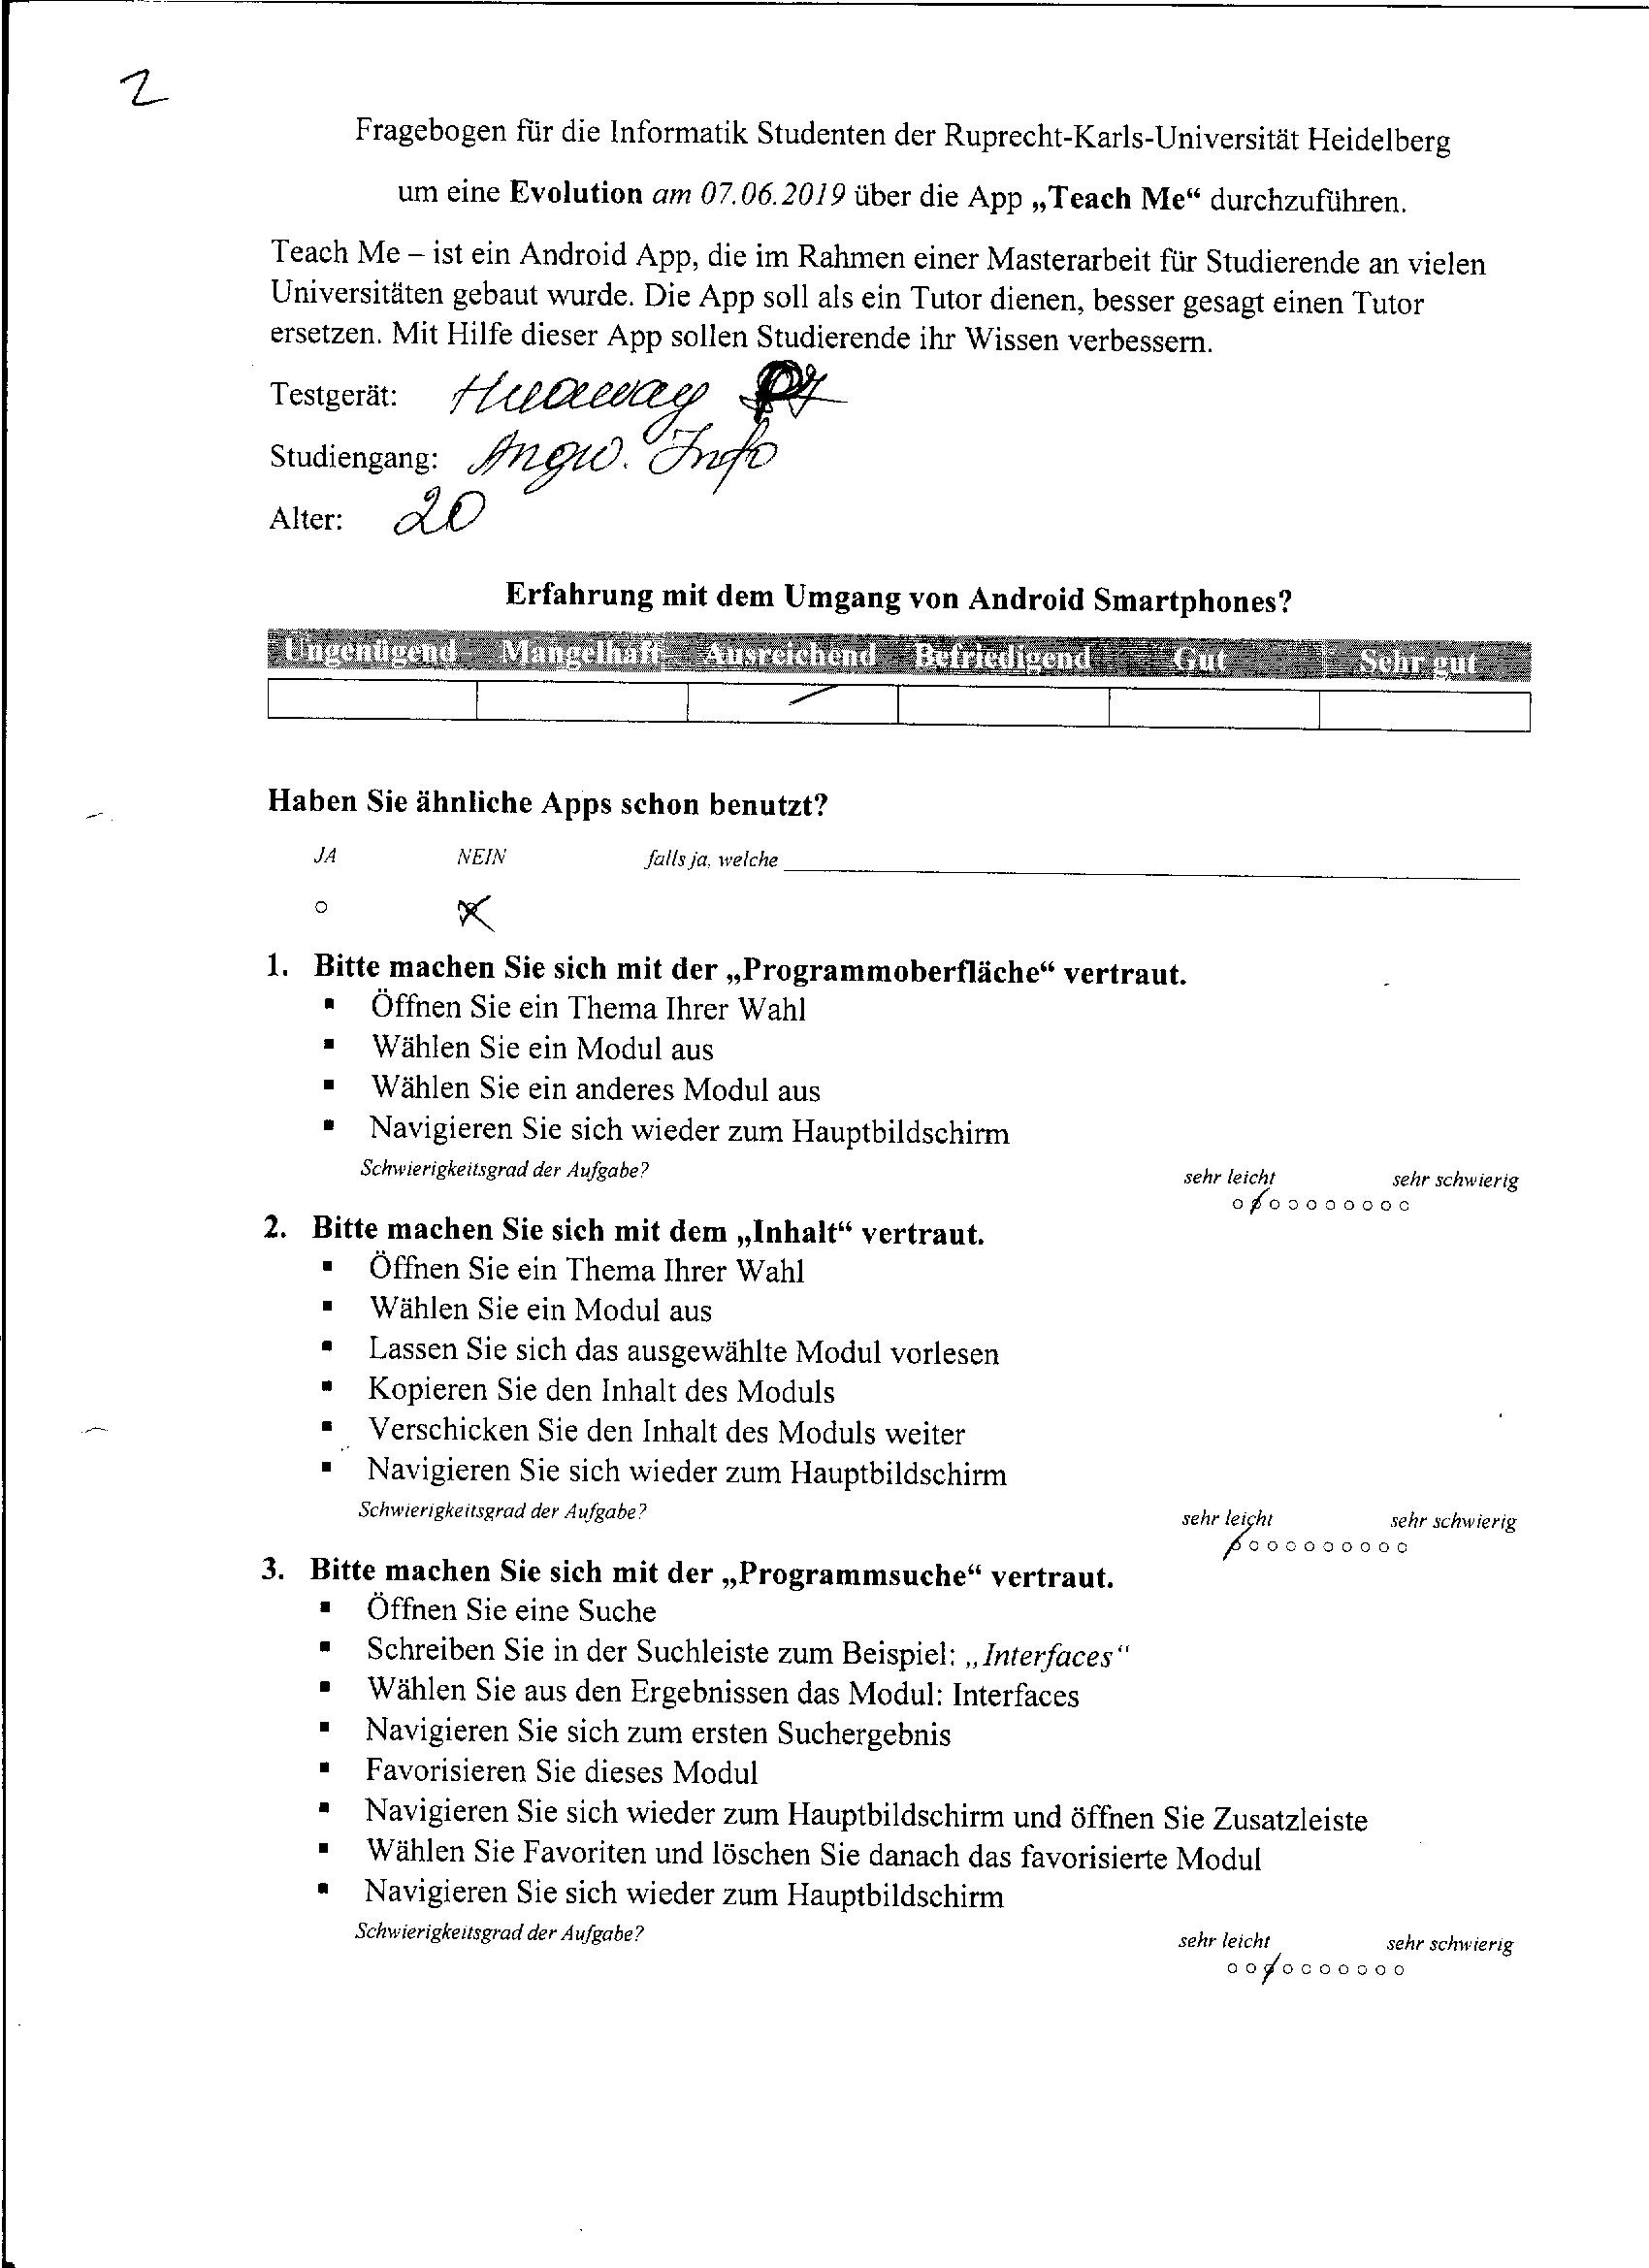 2
Fragebogen für die Informatik Studenten der Ruprecht-Karls-Universität Heidelberg
um eine Evolution am 07.06.2019 über die App „Teach Me“ durchzuführen.
Teach Me – ist ein Android App, die im Rahmen einer Masterarbeit für Studierende an vielen
Universitäten gebaut wurde. Die App soll als ein Tutor dienen, besser gesagt einen Tutor
ersetzen. Mit Hilfe dieser App sollen Studierende ihr Wissen verbessern.
Testgerät: Huaway
Studiengang: Angw. Info
Alter: 20
Erfahrung mit dem Umgang von Android Smartphones?
Ungenügend Mangelhaft Ausreichend Befriedigend Gut Sehr gut
Haben Sie ähnliche Apps schon benutzt?
JA NEIN falls ja, welche
1. Bitte machen Sie sich mit der „Programmoberfläche“ vertraut.
▪ Öffnen Sie ein Thema Ihrer Wahl
▪ Wählen Sie ein Modul aus
▪ Wählen Sie ein anderes Modul aus
▪ Navigieren Sie sich wieder zum Hauptbildschirm
Schwierigkeitsgrad der Aufgabe? sehr leicht sehr schwierig
2. Bitte machen Sie sich mit dem „Inhalt“ vertraut.
▪ Öffnen Sie ein Thema Ihrer Wahl
▪ Wählen Sie ein Modul aus
▪ Lassen Sie sich das ausgewählte Modul vorlesen
▪ Kopieren Sie den Inhalt des Moduls
▪ Verschicken Sie den Inhalt des Moduls weiter
▪ Navigieren Sie sich wieder zum Hauptbildschirm
Schwierigkeitsgrad der Aufgabe? sehr leicht sehr schwierig
3. Bitte machen Sie sich mit der „Programmsuche“ vertraut.
▪ Öffnen Sie eine Suche
▪ Schreiben Sie in der Suchleiste zum Beispiel: „Interfaces“
▪ Wählen Sie aus den Ergebnissen das Modul: Interfaces
▪ Navigieren Sie sich zum ersten Suchergebnis
▪ Favorisieren Sie dieses Modul
▪ Navigieren Sie sich wieder zum Hauptbildschirm und öffnen Sie Zusatzleiste
▪ Wählen Sie Favoriten und löschen Sie danach das favorisierte Modul
▪ Navigieren Sie sich wieder zum Hauptbildschirm
Schwierigkeitsgrad der Aufgabe? sehr leicht sehr schwierig